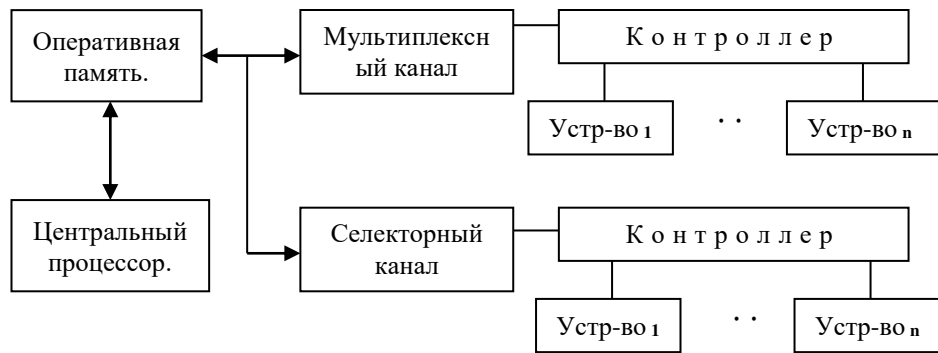 Оперативная
память.
Мультиплексн
ый канал
К о н т р о л л е р
Устр-во 1
. .
Устр-во n
Центральный
процессор.
Селекторный
канал
К о н т р о л л е р
Устр-во 1
. .
Устр-во n